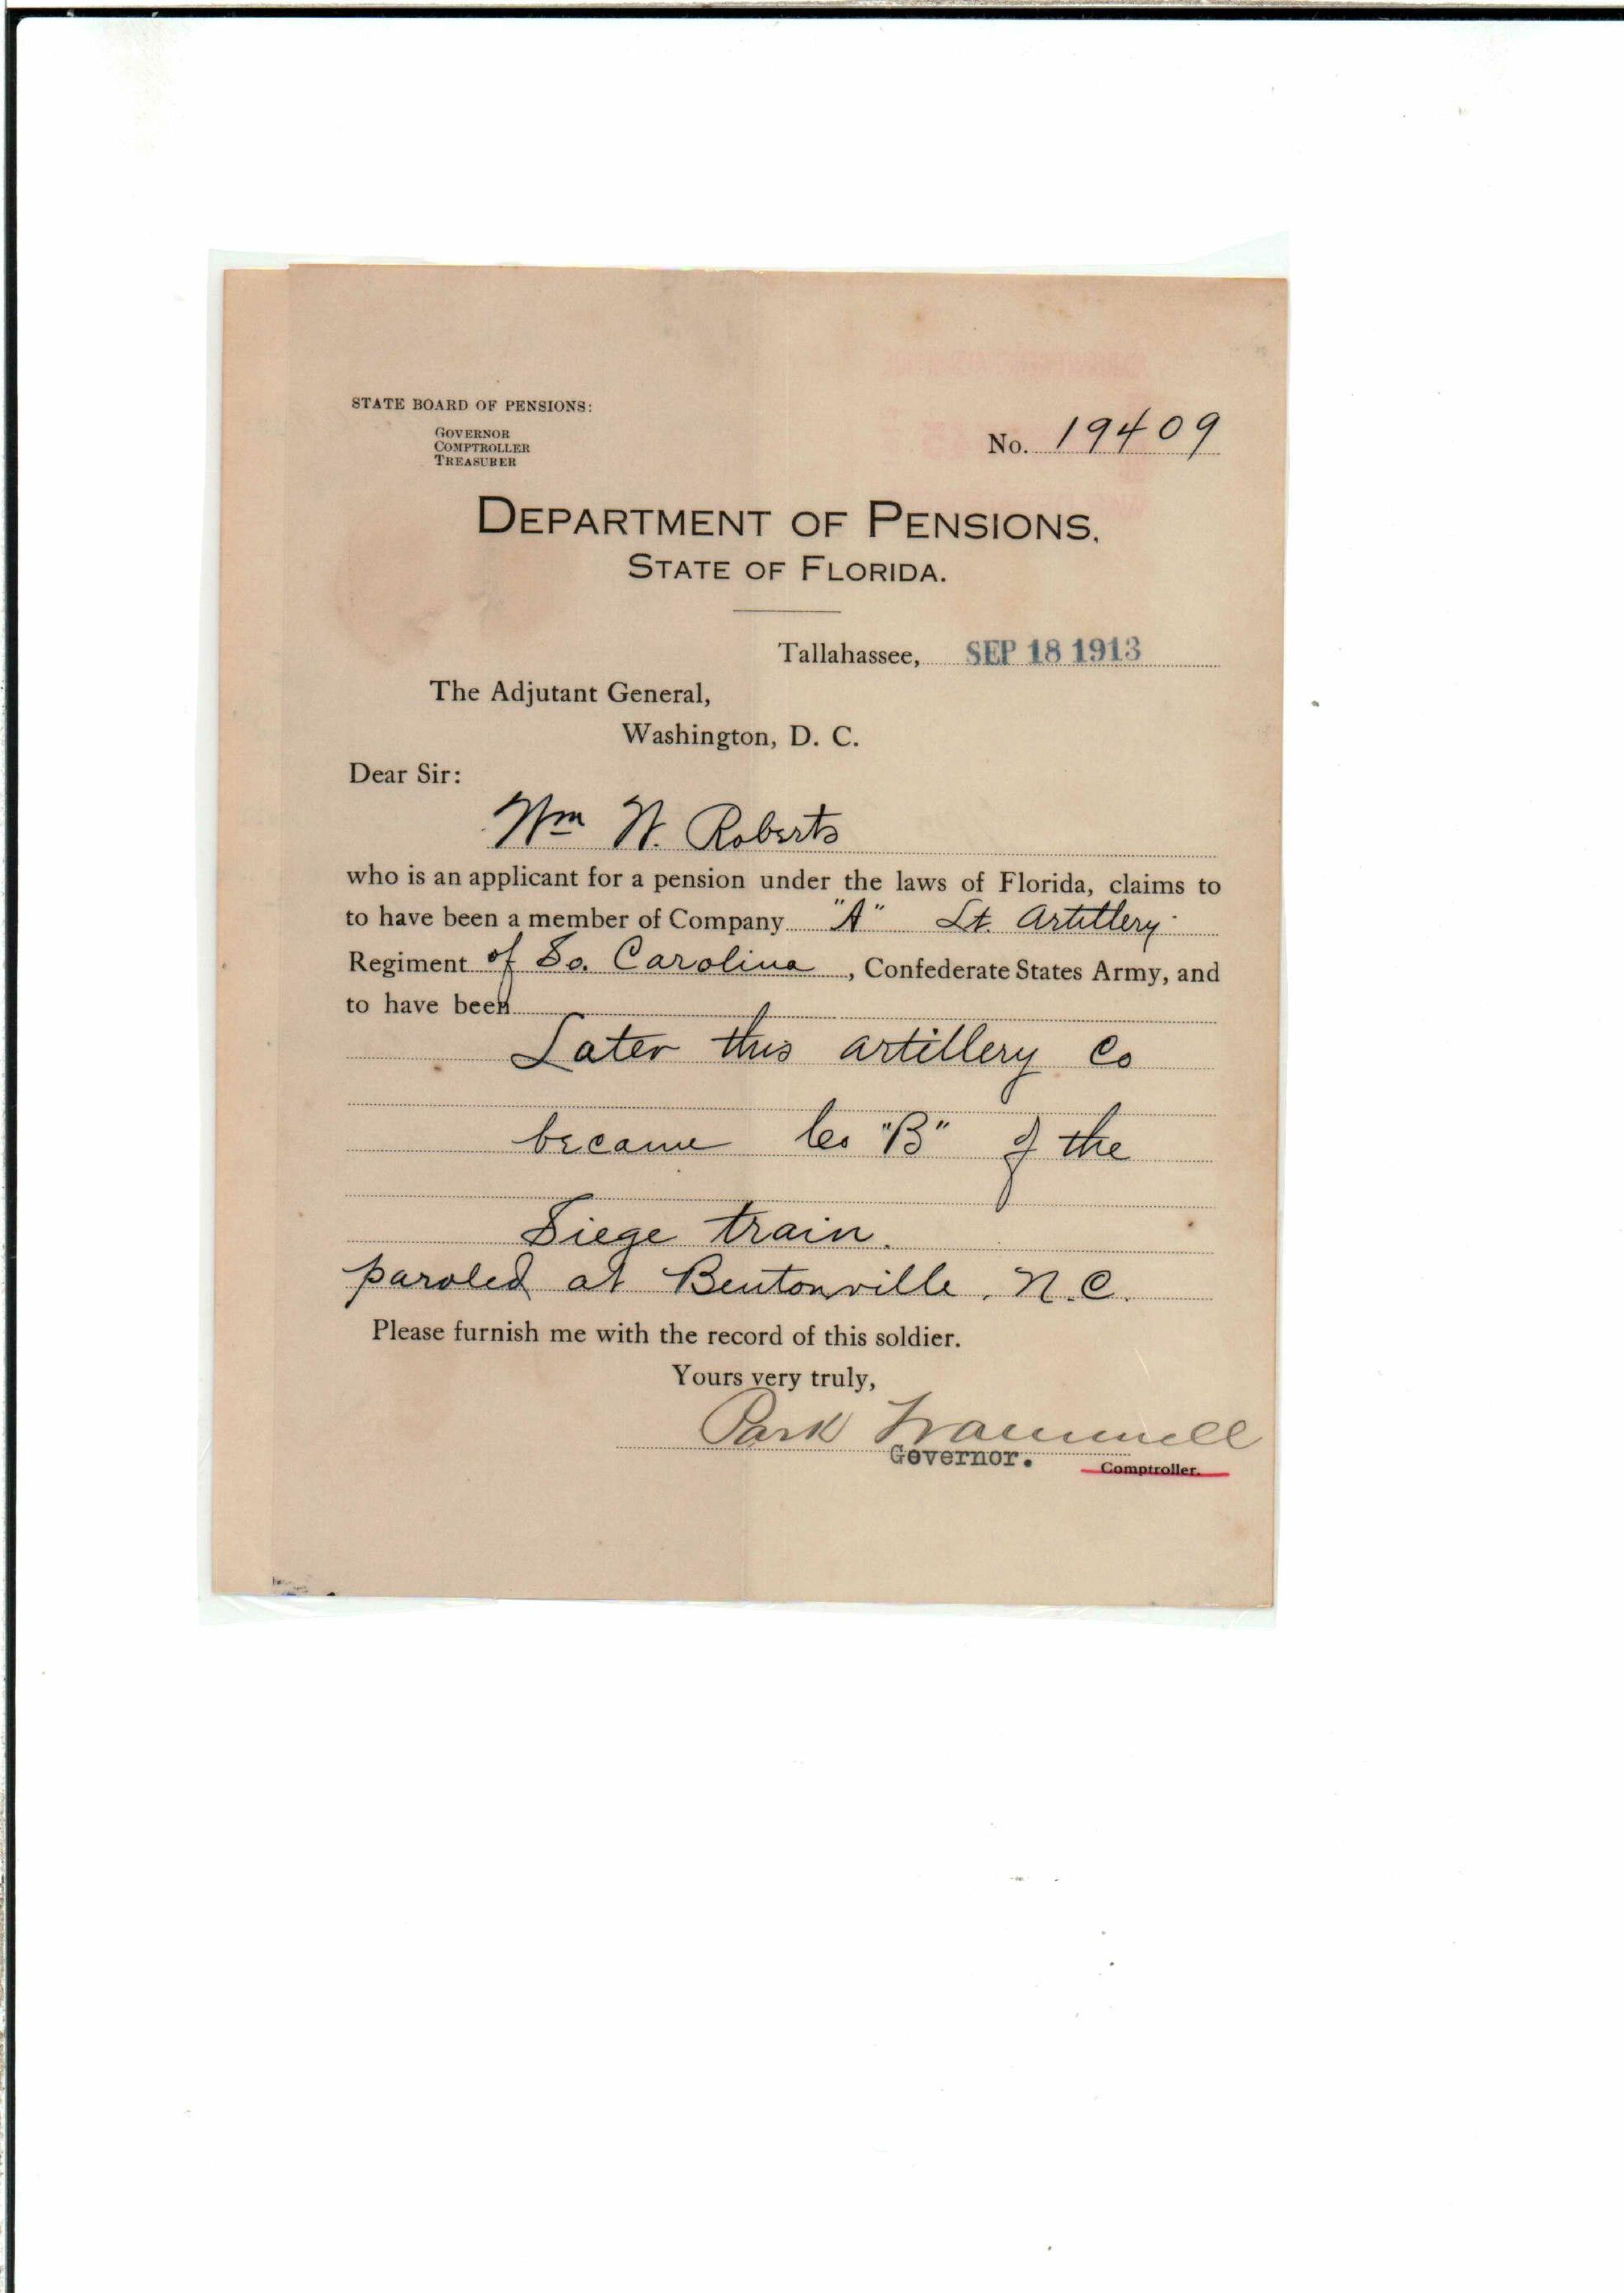 STATE BOARD OF PENSIONS:
GOVERNOR
COMPTROLLER
TREASURER
No. 19409
DEPARTMENT OF PENSIONS.
STATE OF FLORIDA.
Tallahassee, SEP 18 1913
The Adjutant General,
Washington, D. C.
Dear Sir:
Wm W. Roberts
who is an applicant for a pension under the laws of Florida, claims to
to have been a member of Company "A" Lt. Artillery
Regiment of So. Carolina, Confederate States Army, and
to have been
Later this artillery Co
became Co "B" of the
Siege train.
paroled at Bentonville, N.C.
Please furnish me with the record of this soldier.
Yours very truly,
Park Trammell
Governor. Comptroller.